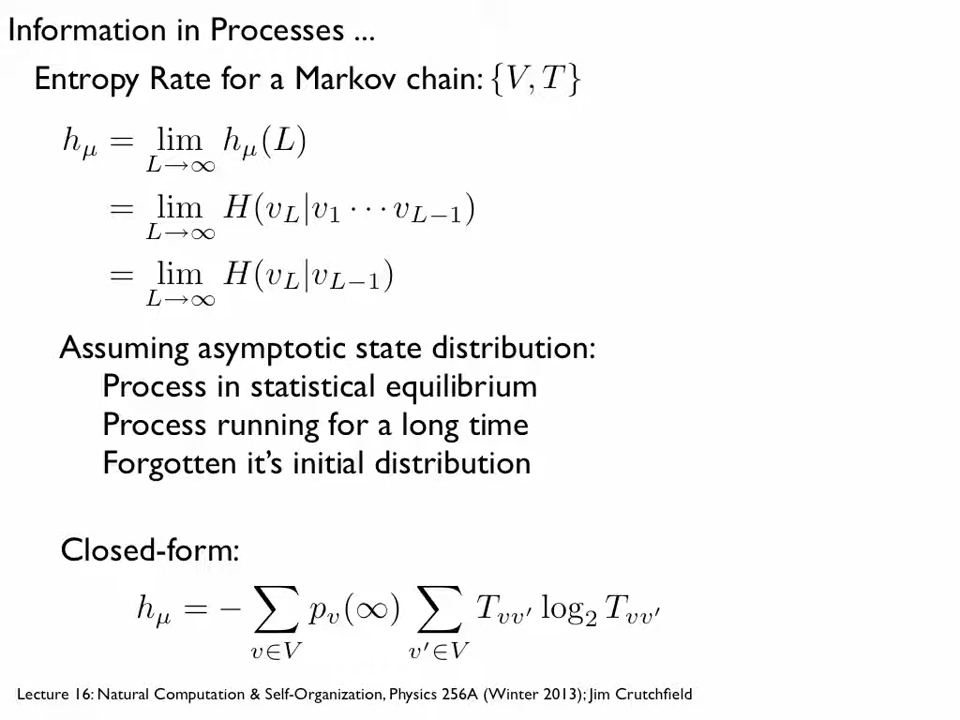 Information in Processes ...
Entropy Rate for a Markov chain: {V, T}
h_μ = lim_{L→∞} h_μ(L)
= lim_{L→∞} H(v_L|v_1 ⋯ v_{L−1})
= lim_{L→∞} H(v_L|v_{L−1})
Assuming asymptotic state distribution:
Process in statistical equilibrium
Process running for a long time
Forgotten it's initial distribution
Closed-form:
h_μ = − ∑_{v∈V} p_v(∞) ∑_{v′∈V} T_{vv′} log_2 T_{vv′}
Lecture 16: Natural Computation & Self-Organization, Physics 256A (Winter 2013); Jim Crutchfield